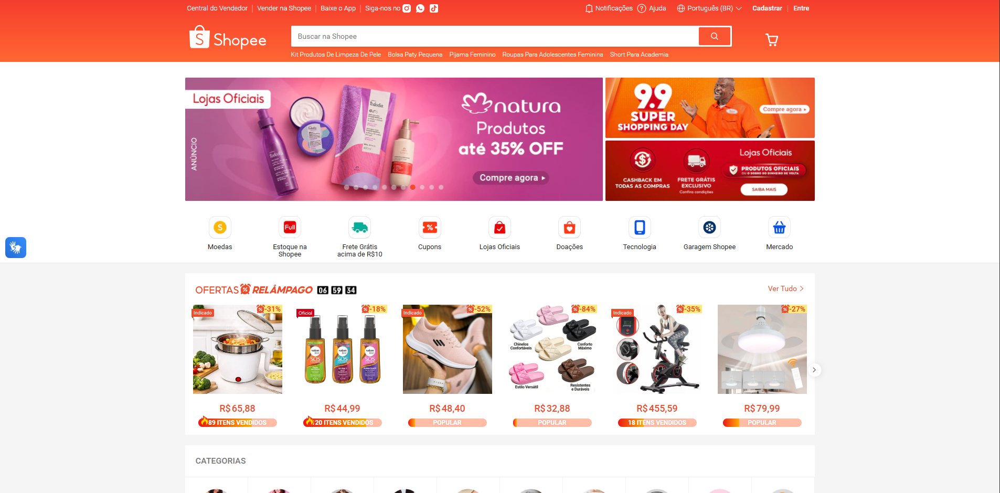 Central do Vendedor
Vender na Shopee
Baixe o App
Siga-nos no
Notificações
Ajuda
Português (BR)
Cadastrar
Entre
Shopee
Buscar na Shopee
Kit Produtos De Limpeza De Pele
Bolsa Paty Pequena
Pijama Feminino
Roupas Para Adolescentes Feminina
Short Para Academia
Lojas Oficiais
ANÚNCIO
natura
Produtos
até 35% OFF
Compre agora
9.9
SUPER
SHOPPING DAY
Compre agora
CASHBACK EM
TODAS AS COMPRAS
FRETE GRÁTIS
EXCLUSIVO
Confira condições
Lojas Oficiais
PRODUTOS OFICIAIS
OU O DOBRO DO DINHEIRO DE VOLTA
SAIBA MAIS
Moedas
Full
Estoque na
Shopee
Frete Grátis
acima de R$10
Cupons
Lojas Oficiais
Doações
Tecnologia
Garagem Shopee
Mercado
OFERTAS RELÂMPAGO 06 59 34
Ver Tudo
Indicado
-31%
R$65,88
89 ITENS VENDIDOS
Oficial
-18%
salon line
SOS
R$44,99
120 ITENS VENDIDOS
Indicado
-52%
R$48,40
POPULAR
-84%
Chinelos
Confortáveis
Conforto
Máximo
Estilo Versátil
Resistentes
e Duráveis
R$32,88
POPULAR
Indicado
-35%
R$455,59
18 ITENS VENDIDOS
-27%
R$79,99
POPULAR
CATEGORIAS